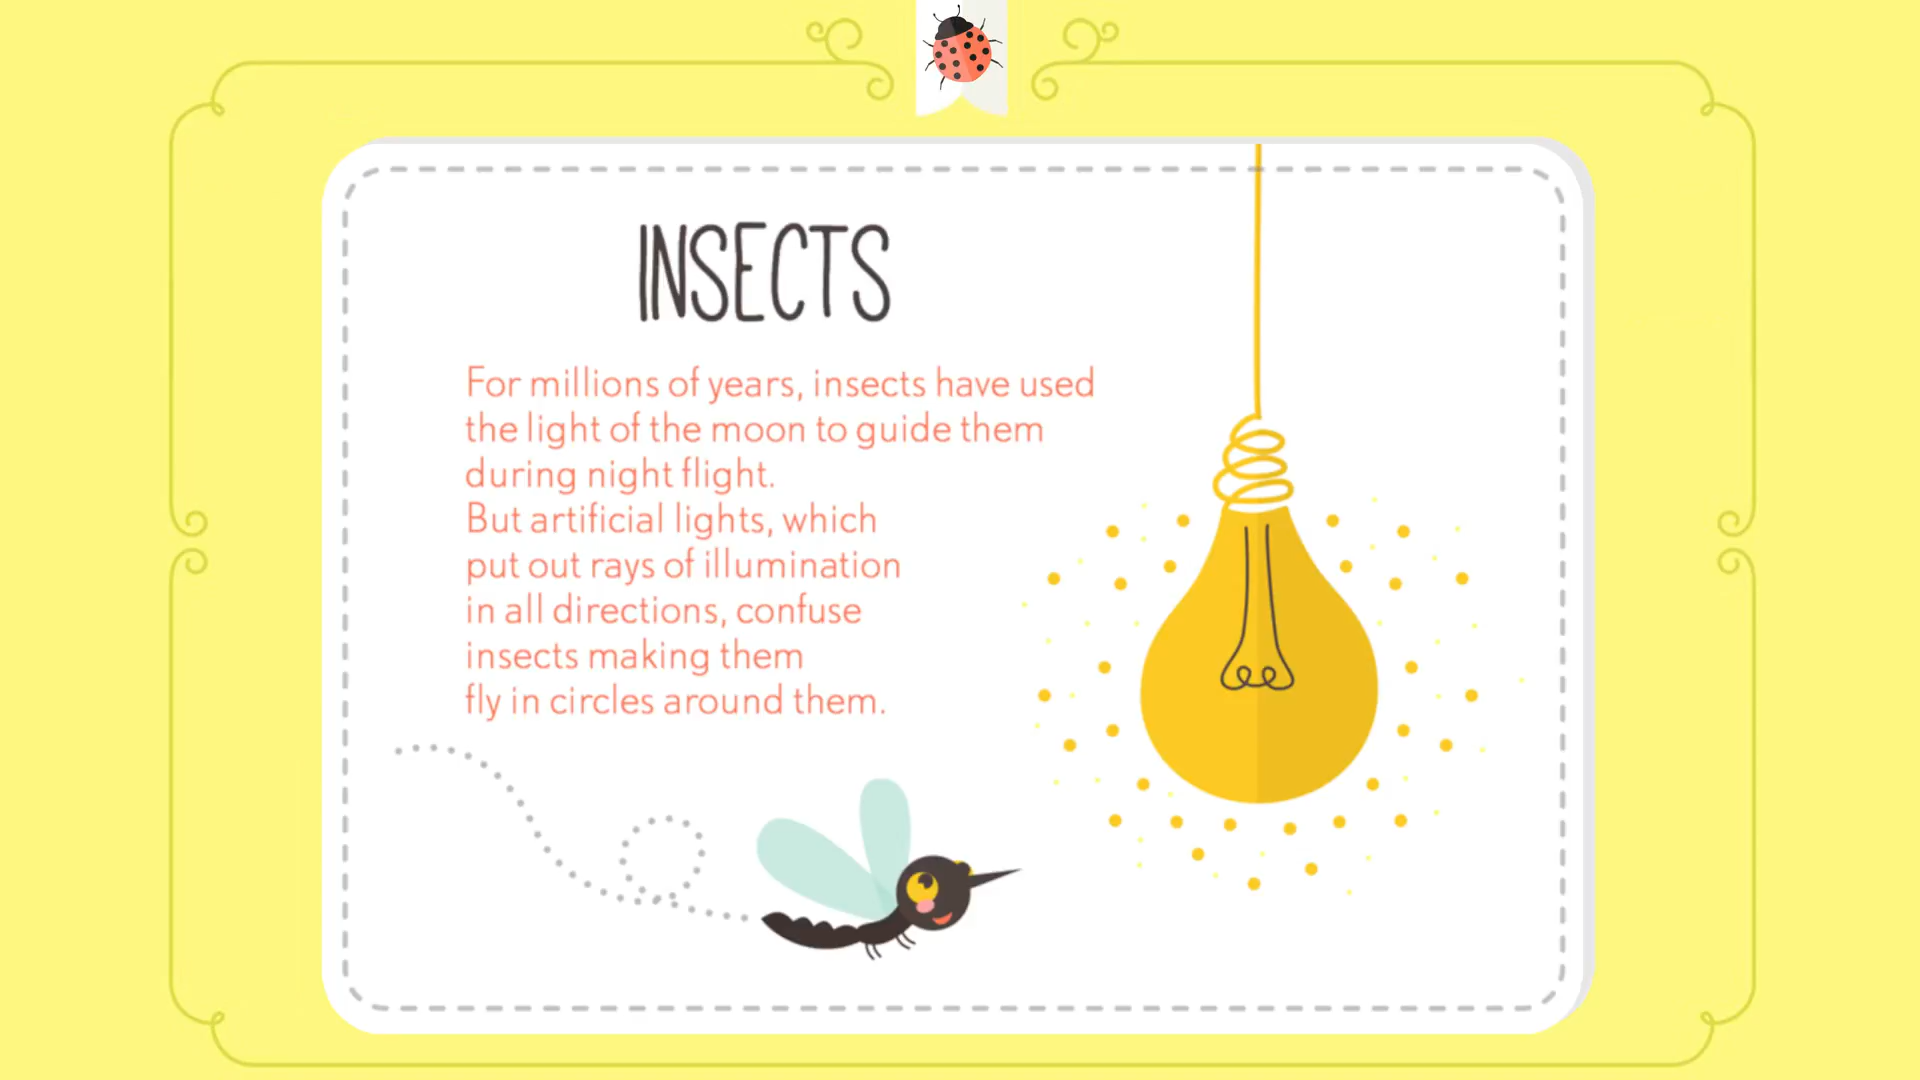 INSECTS
For millions of years, insects have used
the light of the moon to guide them
during night flight.
But artificial lights, which
put out rays of illumination
in all directions, confuse
insects making them
fly in circles around them.